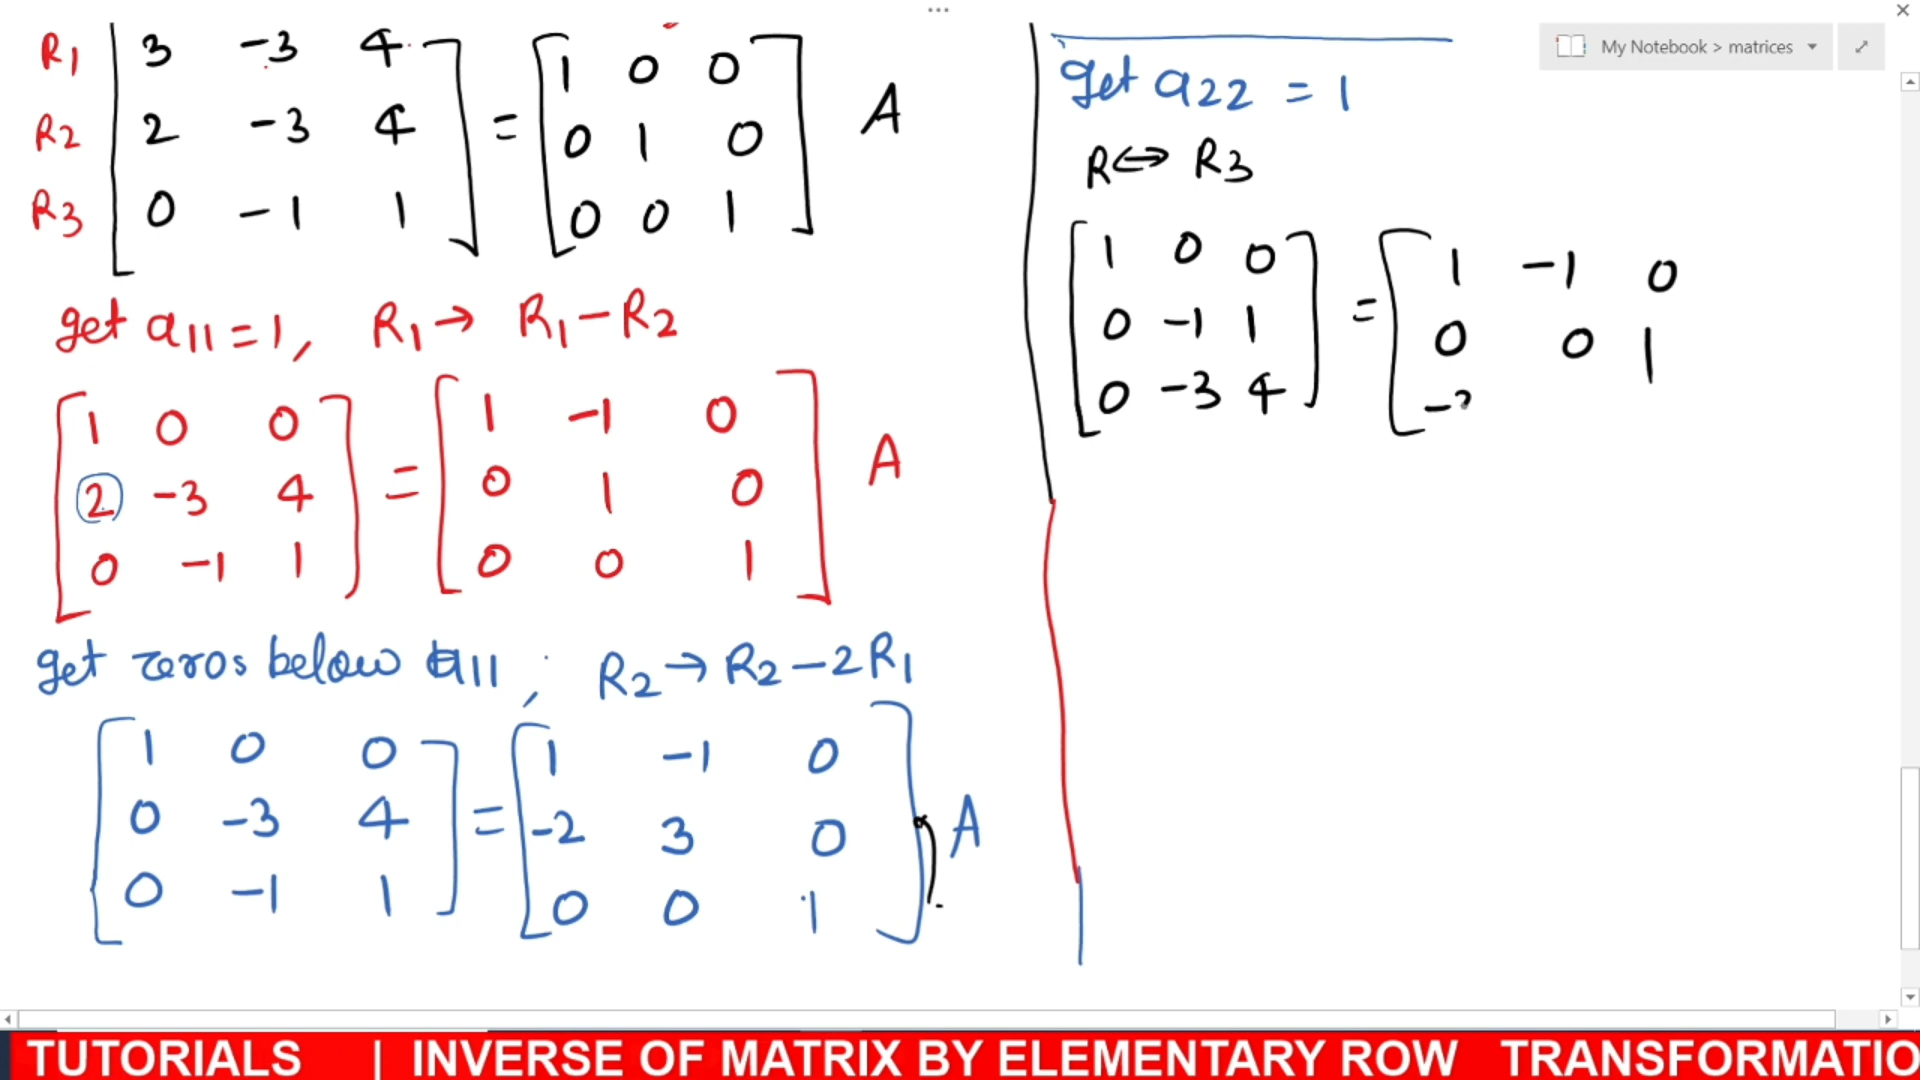 R1 3 -3 4 = 1 0 0 A
R2 2 -3 4 0 1 0
R3 0 -1 1 0 0 1
get a11 = 1, R1 → R1 - R2
1 0 0 = 1 -1 0 A
2 -3 4 0 1 0
0 -1 1 0 0 1
get zeros below a11 ; R2 → R2 - 2R1
1 0 0 = 1 -1 0 A
0 -3 4 -2 3 0
0 -1 1 0 0 1
My Notebook > matrices
get a22 = 1
R ↔ R3
1 0 0 = 1 -1 0
0 -1 1 0 0 1
0 -3 4 -
TUTORIALS | INVERSE OF MATRIX BY ELEMENTARY ROW TRANSFORMATIO